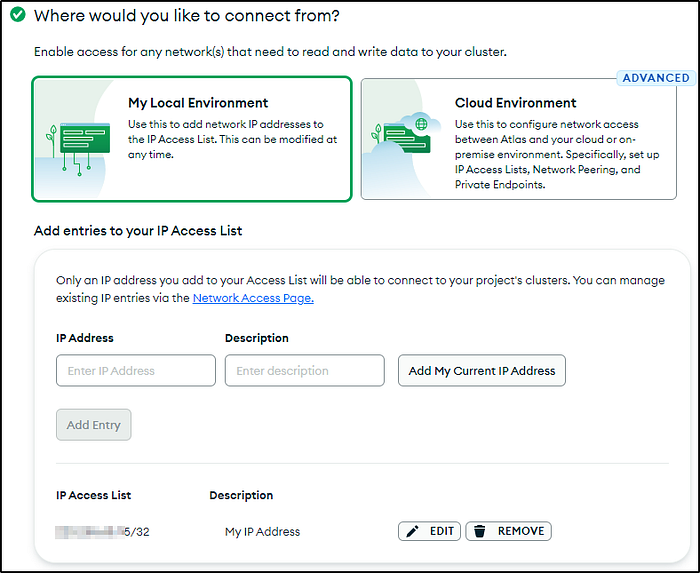 Where would you like to connect from?
Enable access for any network(s) that need to read and write data to your cluster.
ADVANCED
My Local Environment
Use this to add network IP addresses to
the IP Access List. This can be modified at
any time.
Cloud Environment
Use this to configure network access
between Atlas and your cloud or on-
premise environment. Specifically, set up
IP Access Lists, Network Peering, and
Private Endpoints.
Add entries to your IP Access List
Only an IP address you add to your Access List will be able to connect to your project's clusters. You can manage
existing IP entries via the Network Access Page.
IP Address Description
Enter IP Address Enter description Add My Current IP Address
Add Entry
IP Access List Description
5/32 My IP Address EDIT REMOVE